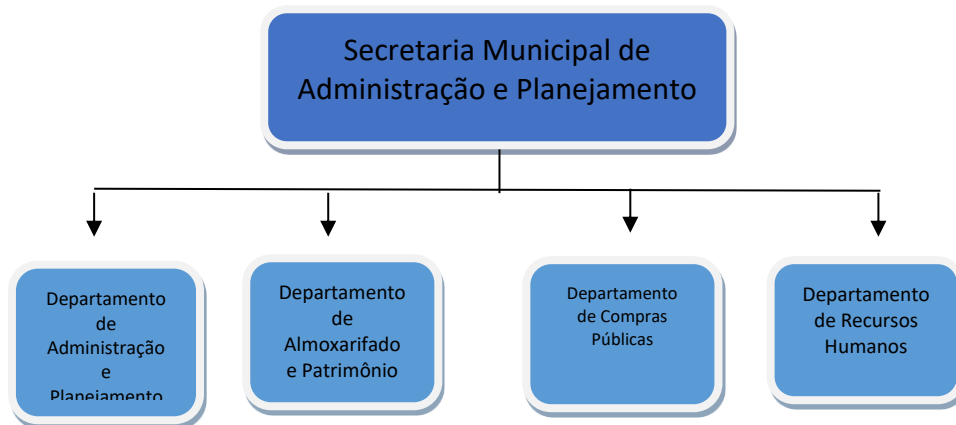 Secretaria Municipal de
Administração e Planejamento
Departamento
de
Administração
e
Planejamento
Departamento
de
Almoxarifado
e Patrimônio
Departamento
de Compras
Públicas
Departamento
de Recursos
Humanos